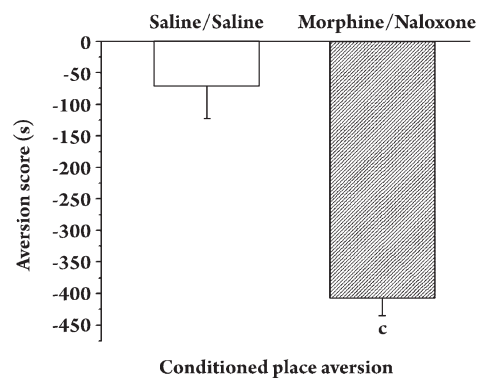 Saline/Saline
Morphine/Naloxone
0
-50
-100
-150
-200
-250
-300
-350
-400
-450
Aversion score (s)
c
Conditioned place aversion